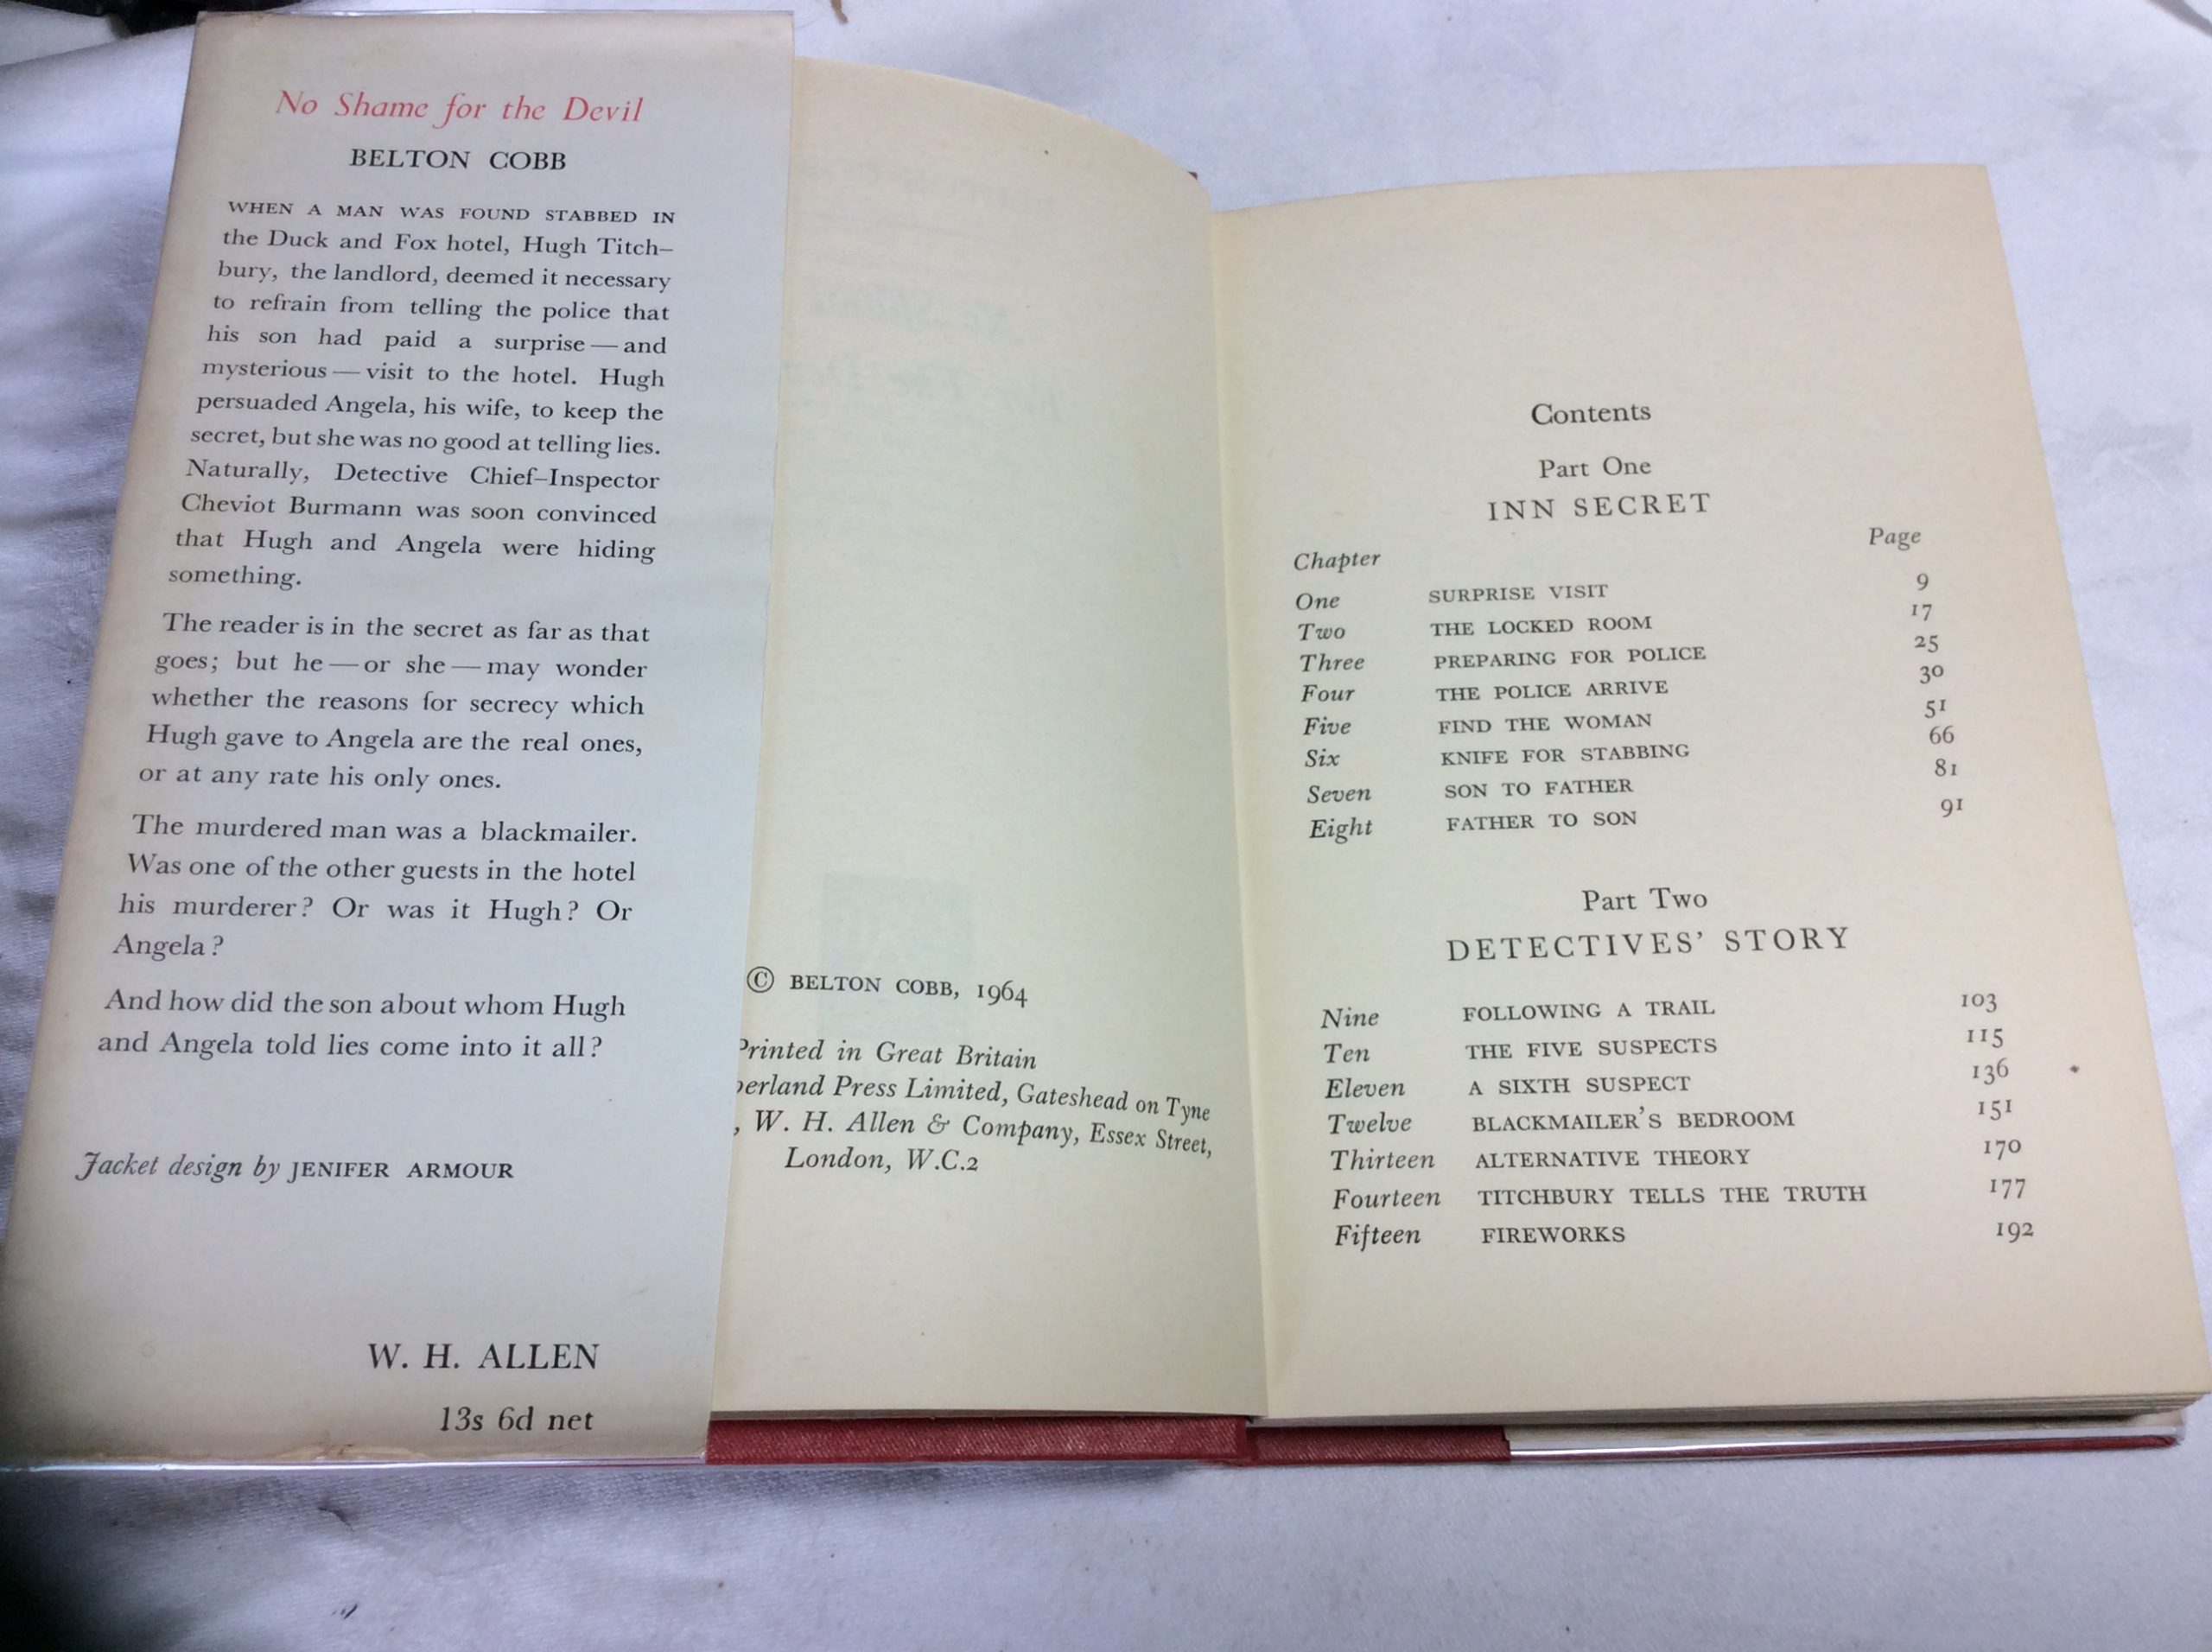 No Shame for the Devil
BELTON COBB
WHEN A MAN WAS FOUND STABBED IN
the Duck and Fox hotel, Hugh Titch–
bury, the landlord, deemed it necessary
to refrain from telling the police that
his son had paid a surprise — and
mysterious — visit to the hotel. Hugh
persuaded Angela, his wife, to keep the
secret, but she was no good at telling lies.
Naturally, Detective Chief–Inspector
Cheviot Burmann was soon convinced
that Hugh and Angela were hiding
something.
The reader is in the secret as far as that
goes; but he — or she — may wonder
whether the reasons for secrecy which
Hugh gave to Angela are the real ones,
or at any rate his only ones.
The murdered man was a blackmailer.
Was one of the other guests in the hotel
his murderer? Or was it Hugh? Or
Angela?
And how did the son about whom Hugh
and Angela told lies come into it all?
Jacket design by JENIFER ARMOUR
W. H. ALLEN
13s 6d net
© BELTON COBB, 1964
Printed in Great Britain
berland Press Limited, Gateshead on Tyne
, W. H. Allen & Company, Essex Street,
London, W.C.2
Contents
Part One
INN SECRET
Chapter Page
One SURPRISE VISIT 9
Two THE LOCKED ROOM 17
Three PREPARING FOR POLICE 25
Four THE POLICE ARRIVE 30
Five FIND THE WOMAN 51
Six KNIFE FOR STABBING 66
Seven SON TO FATHER 81
Eight FATHER TO SON 91
Part Two
DETECTIVES' STORY
Nine FOLLOWING A TRAIL 103
Ten THE FIVE SUSPECTS 115
Eleven A SIXTH SUSPECT 136
Twelve BLACKMAILER'S BEDROOM 151
Thirteen ALTERNATIVE THEORY 170
Fourteen TITCHBURY TELLS THE TRUTH 177
Fifteen FIREWORKS 192